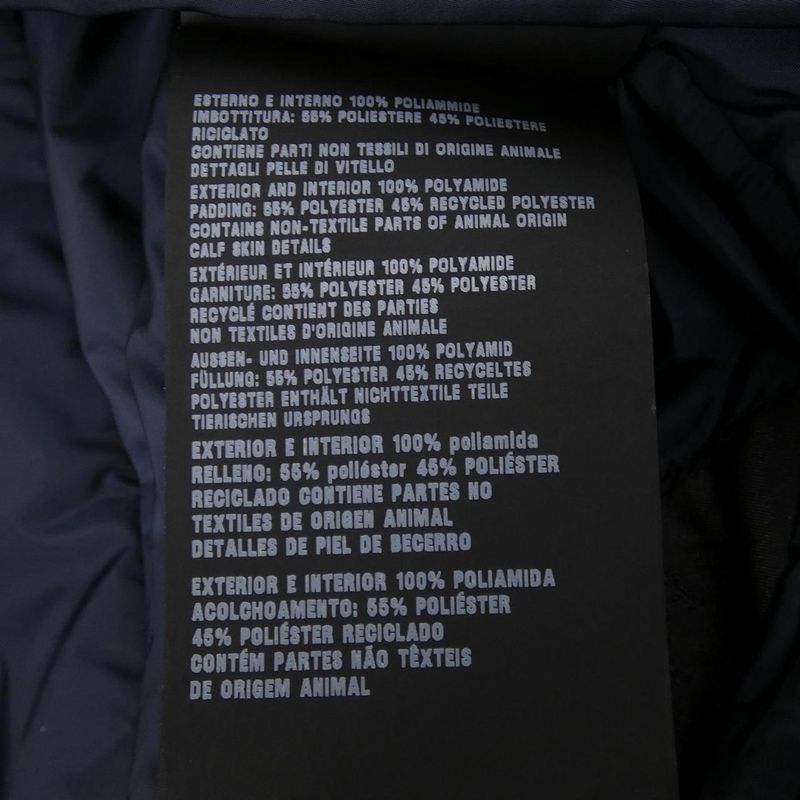 ESTERNO E INTERNO 100% POLIAMMIDE
IMBOTTITURA: 55% POLIESTERE 45% POLIESTERE
RICICLATO
CONTIENE PARTI NON TESSILI DI ORIGINE ANIMALE
DETTAGLI PELLE DI VITELLO
EXTERIOR AND INTERIOR 100% POLYAMIDE
PADDING: 55% POLYESTER 45% RECYCLED POLYESTER
CONTAINS NON-TEXTILE PARTS OF ANIMAL ORIGIN
CALF SKIN DETAILS
EXTÉRIEUR ET INTÉRIEUR 100% POLYAMIDE
GARNITURE: 55% POLYESTER 45% POLYESTER
RECYCLÉ CONTIENT DES PARTIES
NON TEXTILES D'ORIGINE ANIMALE
AUSSEN- UND INNENSEITE 100% POLYAMID
FÜLLUNG: 55% POLYESTER 45% RECYCELTES
POLYESTER ENTHÄLT NICHTTEXTILE TEILE
TIERISCHEN URSPRUNGS
EXTERIOR E INTERIOR 100% poliamida
RELLENO: 55% poliéster 45% POLIÉSTER
RECICLADO CONTIENE PARTES NO
TEXTILES DE ORIGEN ANIMAL
DETALLES DE PIEL DE BECERRO
EXTERIOR E INTERIOR 100% POLIAMIDA
ACOLCHOAMENTO: 55% POLIÉSTER
45% POLIÉSTER RECICLADO
CONTÉM PARTES NÃO TÊXTEIS
DE ORIGEM ANIMAL